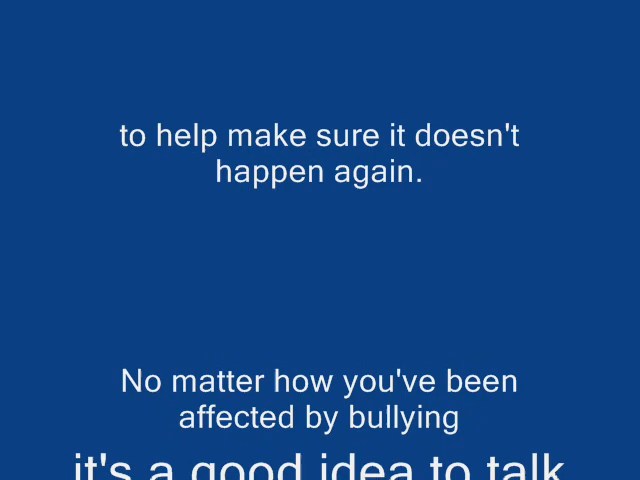 to help make sure it doesn't
happen again.
No matter how you've been
affected by bullying
it's a good idea to talk